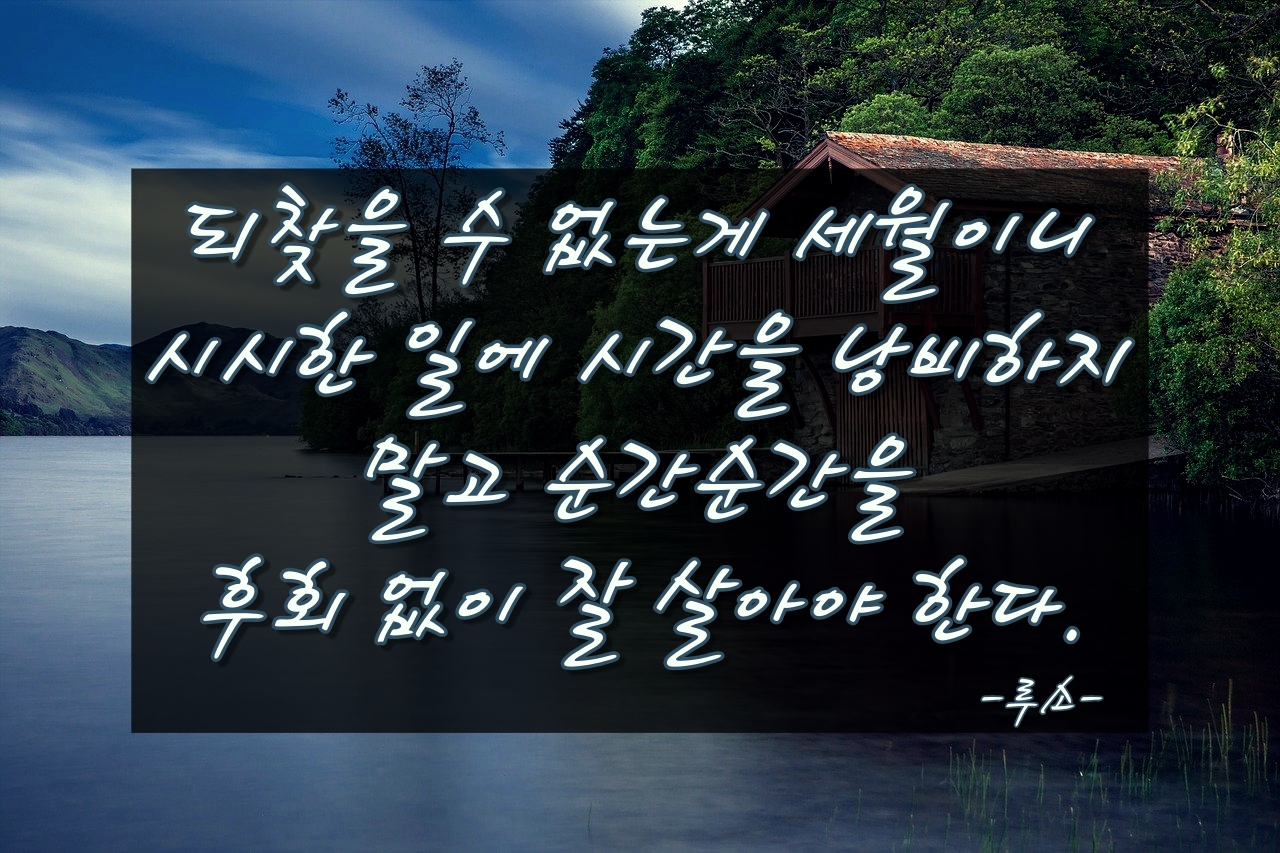 되찾을 수 없는게 세월이니
시시한 일에 시간을 낭비하지
말고 순간순간을
후회 없이 잘 살아야 한다.
-루소-